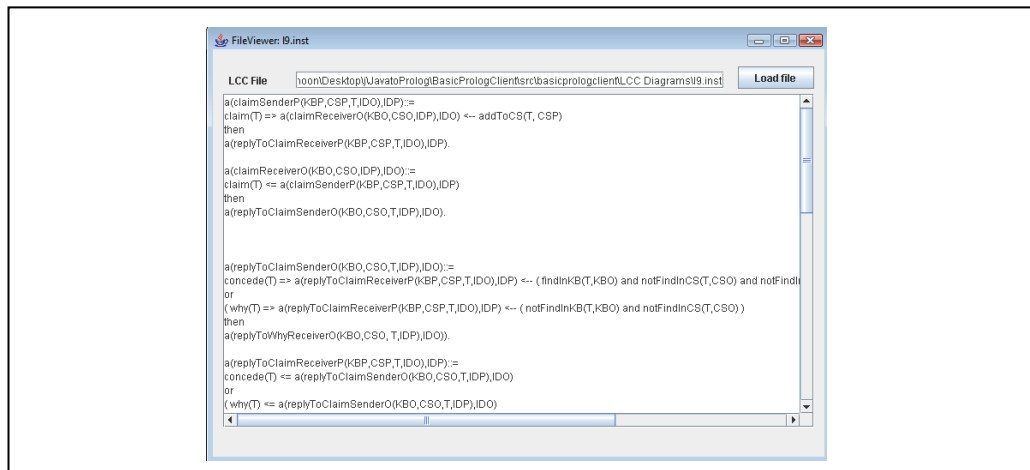 FileViewer: I9.inst
LCC File
noon\Desktop\j\JavatoProlog\BasicPrologClient\src\basicprologclient\LCC Diagrams\I9.inst
Load file
a(claimSenderP(KBP,CSP,T,IDO),IDP)::=
claim(T) => a(claimReceiverO(KBO,CSO,IDP),IDO) <-- addToCS(T, CSP)
then
a(replyToClaimReceiverP(KBP,CSP,T,IDO),IDP).
a(claimReceiverO(KBO,CSO,IDP),IDO)::=
claim(T) <= a(claimSenderP(KBP,CSP,T,IDO),IDP)
then
a(replyToClaimSenderO(KBO,CSO,T,IDP),IDO).
a(replyToClaimSenderO(KBO,CSO,T,IDP),IDO)::=
concede(T) => a(replyToClaimReceiverP(KBP,CSP,T,IDO),IDP) <-- ( findInKB(T,KBO) and notFindInCS(T,CSO) and notFindI
or
( why(T) => a(replyToClaimReceiverP(KBP,CSP,T,IDO),IDP) <-- ( notFindInKB(T,KBO) and notFindInCS(T,CSO) )
then
a(replyToWhyReceiverO(KBO,CSO, T,IDP),IDO)).
a(replyToClaimReceiverP(KBP,CSP,T,IDO),IDP)::=
concede(T) <= a(replyToClaimSenderO(KBO,CSO,T,IDP),IDO)
or
( why(T) <= a(replyToClaimSenderO(KBO,CSO,T,IDP),IDO)